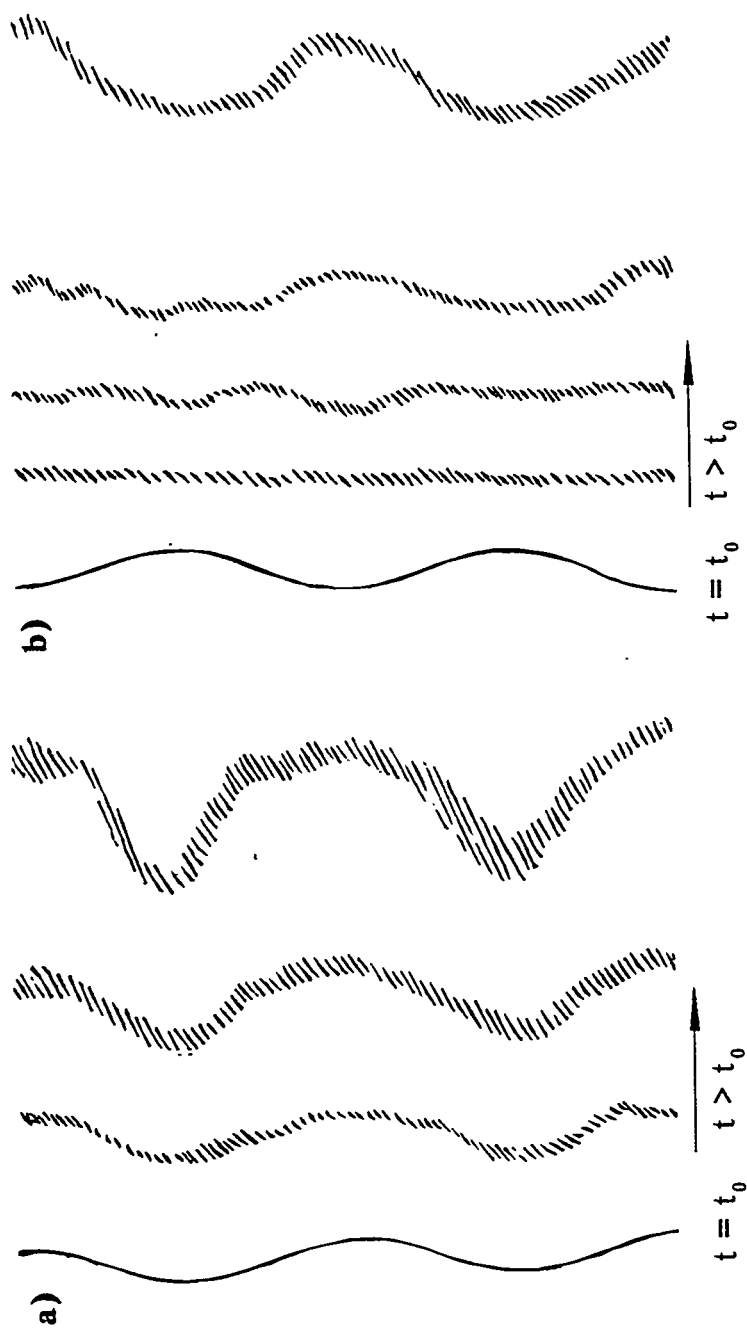 a)
t = t₀
t > t₀
b)
t = t₀
t > t₀